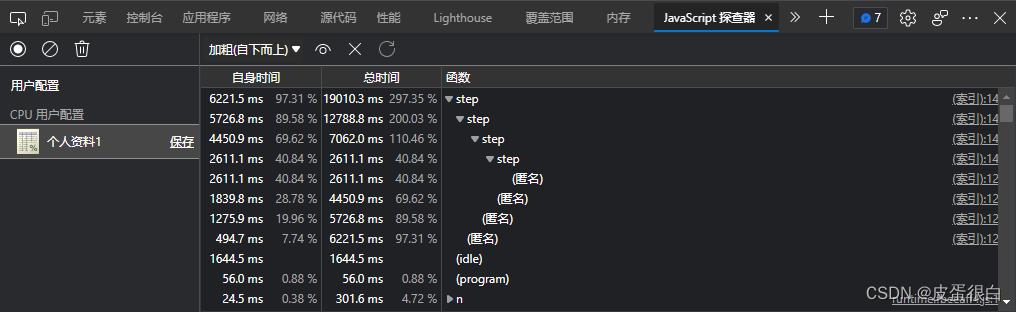 元素 控制台 应用程序 网络 源代码 性能 Lighthouse 覆盖范围 内存 JavaScript 探查器 7
加粗(自下而上)
用户配置
CPU 用户配置
个人资料1 保存
自身时间 总时间 函数
6221.5 ms 97.31 % 19010.3 ms 297.35 % step (索引):14
5726.8 ms 89.58 % 12788.8 ms 200.03 % step (索引):14
4450.9 ms 69.62 % 7062.0 ms 110.46 % step (索引):14
2611.1 ms 40.84 % 2611.1 ms 40.84 % step (索引):14
2611.1 ms 40.84 % 2611.1 ms 40.84 % (匿名) (索引):12
1839.8 ms 28.78 % 4450.9 ms 69.62 % (匿名) (索引):12
1275.9 ms 19.96 % 5726.8 ms 89.58 % (匿名) (索引):12
494.7 ms 7.74 % 6221.5 ms 97.31 % (匿名) (索引):12
1644.5 ms 1644.5 ms (idle)
56.0 ms 0.88 % 56.0 ms 0.88 % (program)
24.5 ms 0.38 % 301.6 ms 4.72 % n
CSDN @皮蛋很白